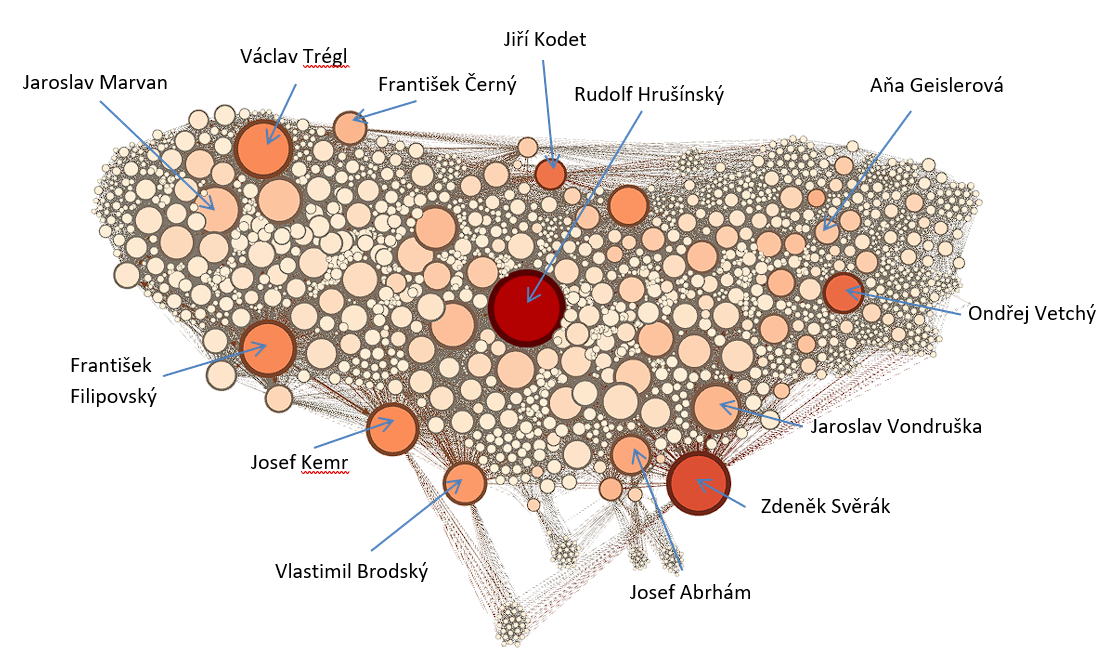 Jiří Kodet
Václav Trégl
Jaroslav Marvan
František Černý
Rudolf Hrušínský
Aňa Geislerová
Ondřej Vetchý
František
Filipovský
Jaroslav Vondruška
Josef Kemr
Zdeněk Svěrák
Vlastimil Brodský
Josef Abrhám